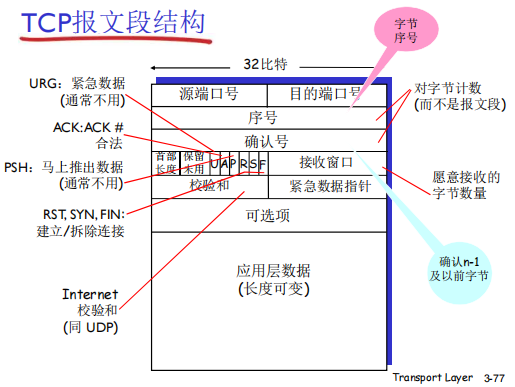 TCP报文段结构
字节
序号
32比特
URG：紧急数据
(通常不用)
ACK:ACK #
合法
PSH：马上推出数据
(通常不用)
RST, SYN, FIN:
建立/拆除连接
Internet
校验和
(同 UDP)
源端口号
目的端口号
序号
确认号
首部
长度
保留
未用
U A P R S F
接收窗口
校验和
紧急数据指针
可选项
应用层数据
(长度可变)
对字节计数
(而不是报文段)
愿意接收的
字节数量
确认n-1
及以前字节
Transport Layer
3-77